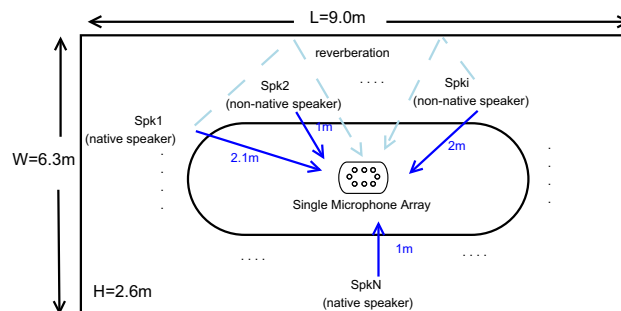 L=9.0m
reverberation
. . . .
Spk2
(non-native speaker)
Spki
(non-native speaker)
Spk1
(native speaker)
1m
2.1m
2m
W=6.3m
Single Microphone Array
1m
. . . .
. . . .
H=2.6m
SpkN
(native speaker)